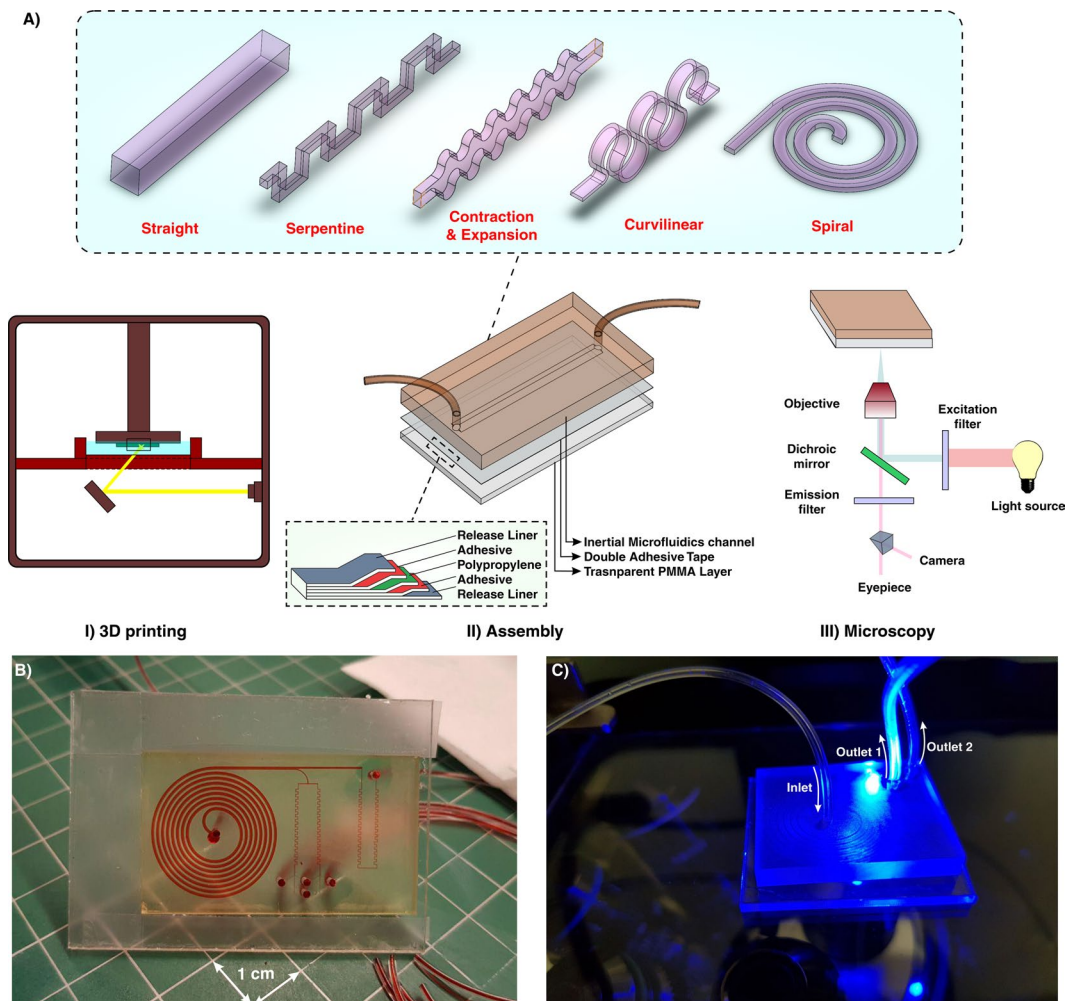 A)
Straight
Serpentine
Contraction
& Expansion
Curvilinear
Spiral
Objective
Excitation
filter
Dichroic
mirror
Emission
filter
Light source
Camera
Eyepiece
Release Liner
Adhesive
Polypropylene
Adhesive
Release Liner
Inertial Microfluidics channel
Double Adhesive Tape
Trasnparent PMMA Layer
I) 3D printing
II) Assembly
III) Microscopy
B)
1 cm
C)
Outlet 1
Outlet 2
Inlet